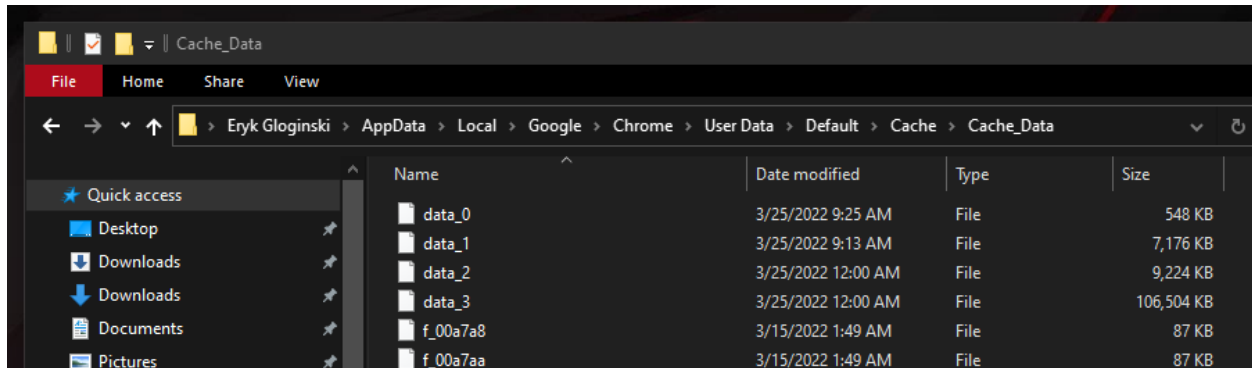 Cache_Data
File Home Share View
Eryk Gloginski > AppData > Local > Google > Chrome > User Data > Default > Cache > Cache_Data
Name Date modified Type Size
Quick access
Desktop
Downloads
Downloads
Documents
Pictures
data_0 3/25/2022 9:25 AM File 548 KB
data_1 3/25/2022 9:13 AM File 7,176 KB
data_2 3/25/2022 12:00 AM File 9,224 KB
data_3 3/25/2022 12:00 AM File 106,504 KB
f_00a7a8 3/15/2022 1:49 AM File 87 KB
f_00a7aa 3/15/2022 1:49 AM File 87 KB